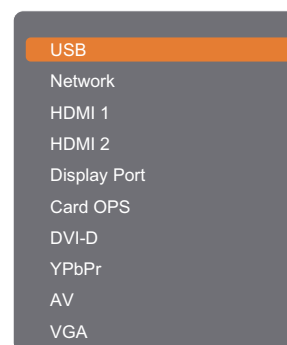 USB
Network
HDMI 1
HDMI 2
Display Port
Card OPS
DVI-D
YPbPr
AV
VGA